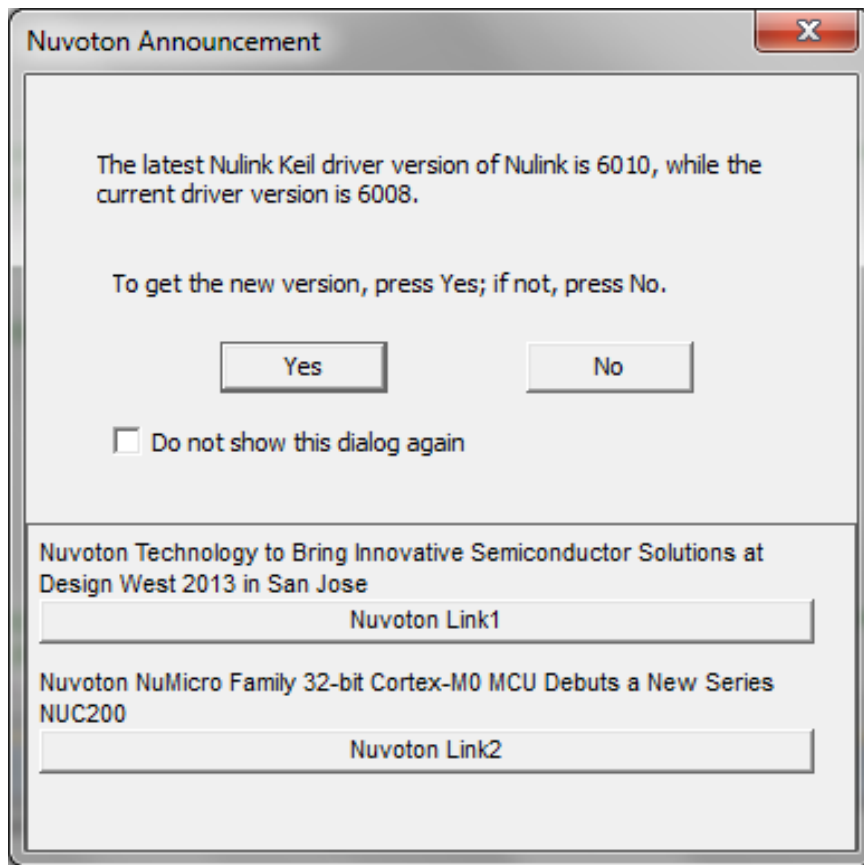 Nuvoton Announcement
The latest Nulink Keil driver version of Nulink is 6010, while the
current driver version is 6008.
To get the new version, press Yes; if not, press No.
Yes No
Do not show this dialog again
Nuvoton Technology to Bring Innovative Semiconductor Solutions at
Design West 2013 in San Jose
Nuvoton Link1
Nuvoton NuMicro Family 32-bit Cortex-M0 MCU Debuts a New Series
NUC200
Nuvoton Link2